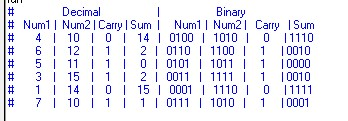 # Decimal | Binary
# Num1 | Num2 | Carry | Sum | Num1 | Num2 | Carry | Sum
# 4 | 10 | 0 | 14 | 0100 | 1010 | 0 1110
# 6 | 12 | 1 | 2 | 0110 | 1100 | 1 |0010
# 5 | 11 | 1 | 0 | 0101 | 1011 | 1 |0000
# 3 | 15 | 1 | 2 | 0011 | 1111 | 1 |0010
# 1 | 14 | 0 15 | 0001 | 1110 | 0 | 1111
# 7 | 10 | 1 | 1 | 0111 | 1010 | 1 |0001